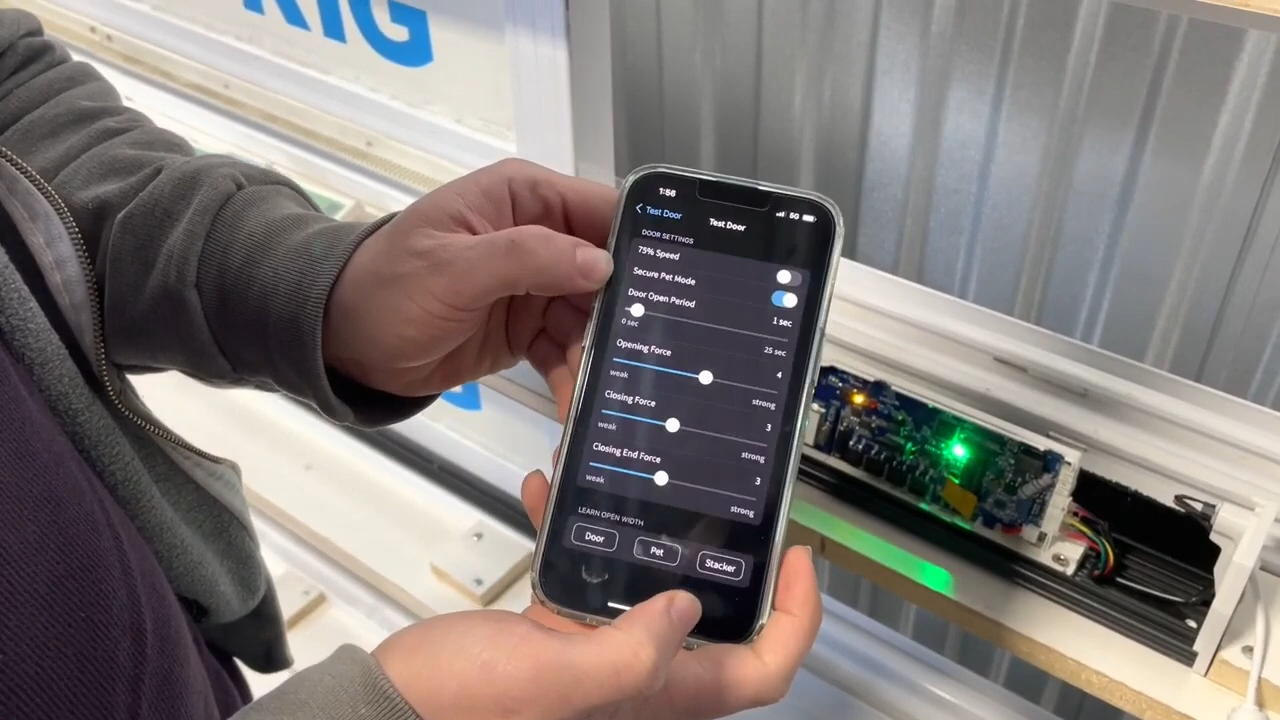 RIG
1:56
5G
Test Door
Test Door
DOOR SETTINGS
75% Speed
Secure Pet Mode
Door Open Period
1 sec
0 sec
25 sec
Opening Force
4
weak
strong
Closing Force
3
weak
strong
Closing End Force
3
weak
strong
LEARN OPEN WIDTH
Door
Pet
Stacker